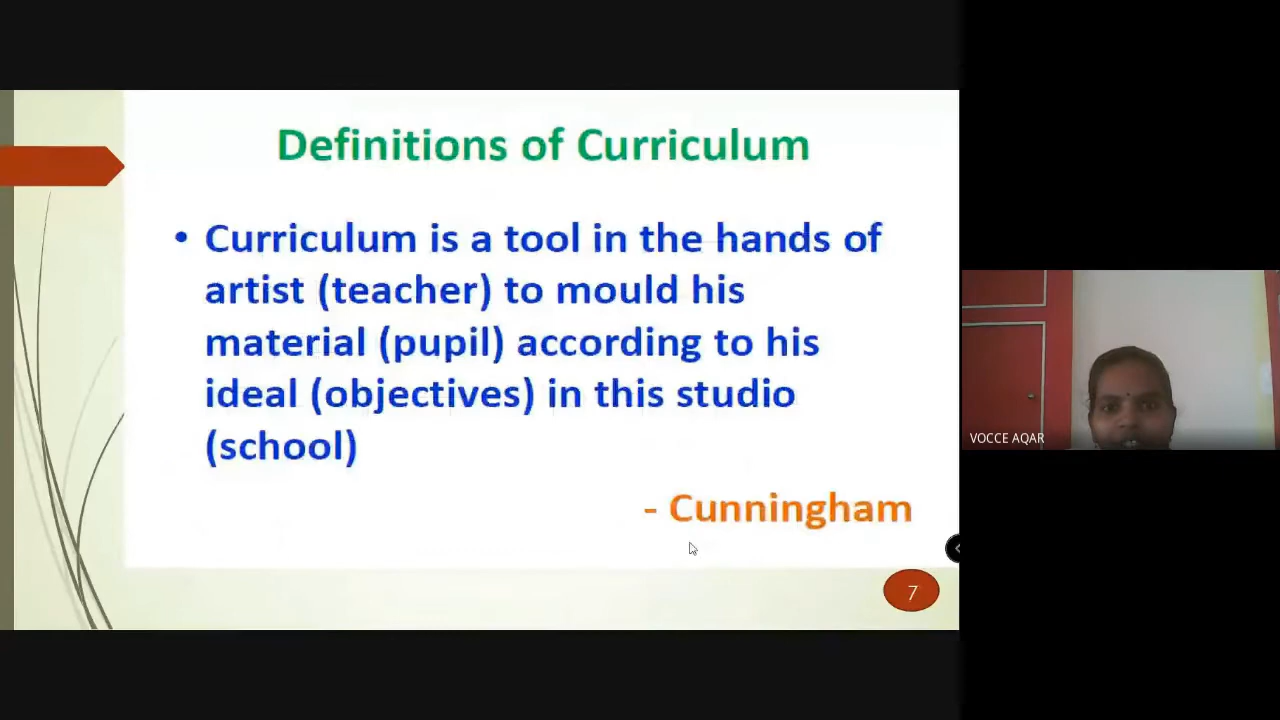 Definitions of Curriculum
• Curriculum is a tool in the hands of
artist (teacher) to mould his
material (pupil) according to his
ideal (objectives) in this studio
(school)
- Cunningham
7
VOCCE AQAR